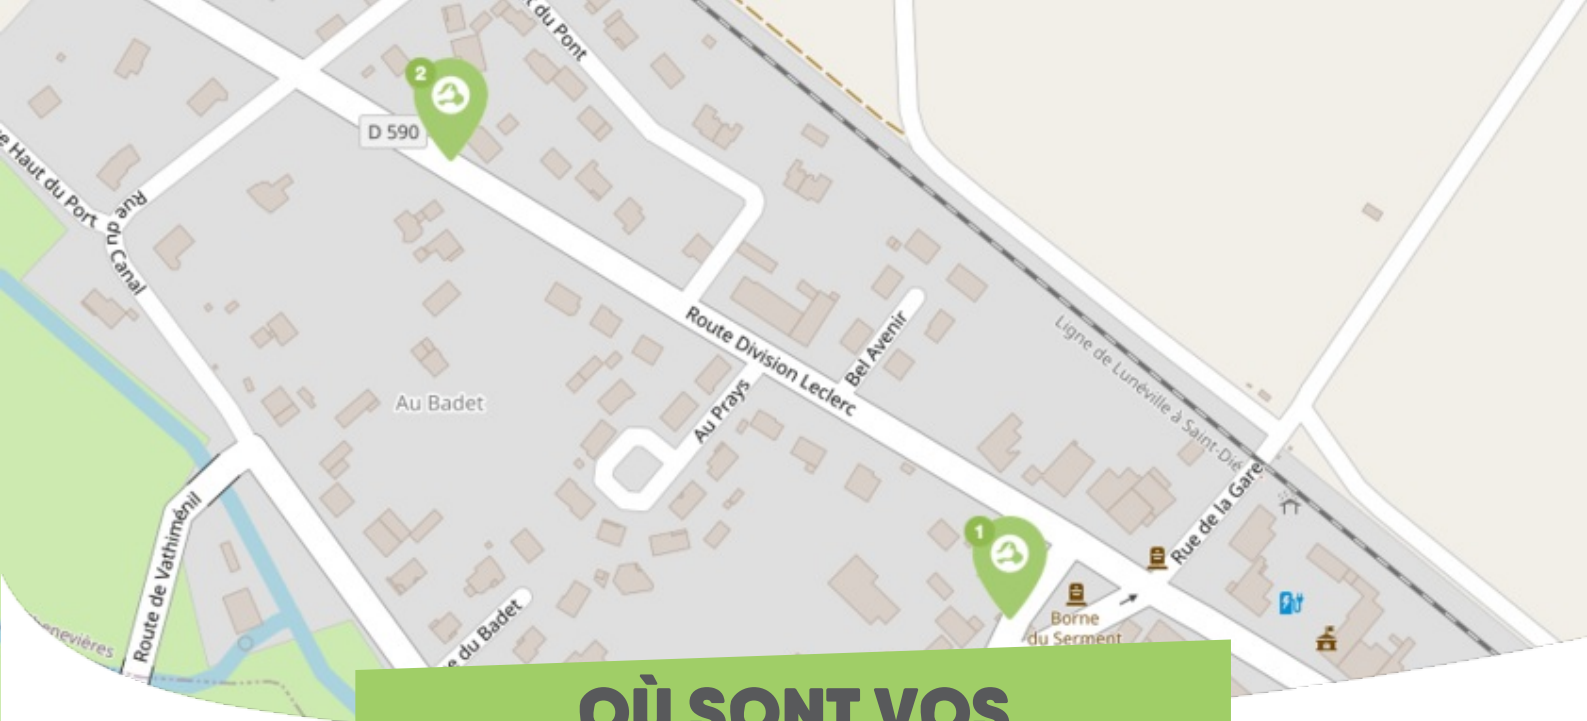 t du Pont
2
D 590
e Haut du Port
Rue du Canal
Route Division Leclerc
Bel Avenir
Au Prays
Au Badet
Ligne de Lunéville à Saint-Dié
Rue de la Gare
Route de Vathiménil
1
Borne
du Serment
e du Badet
enevières
OÙ SONT VOS